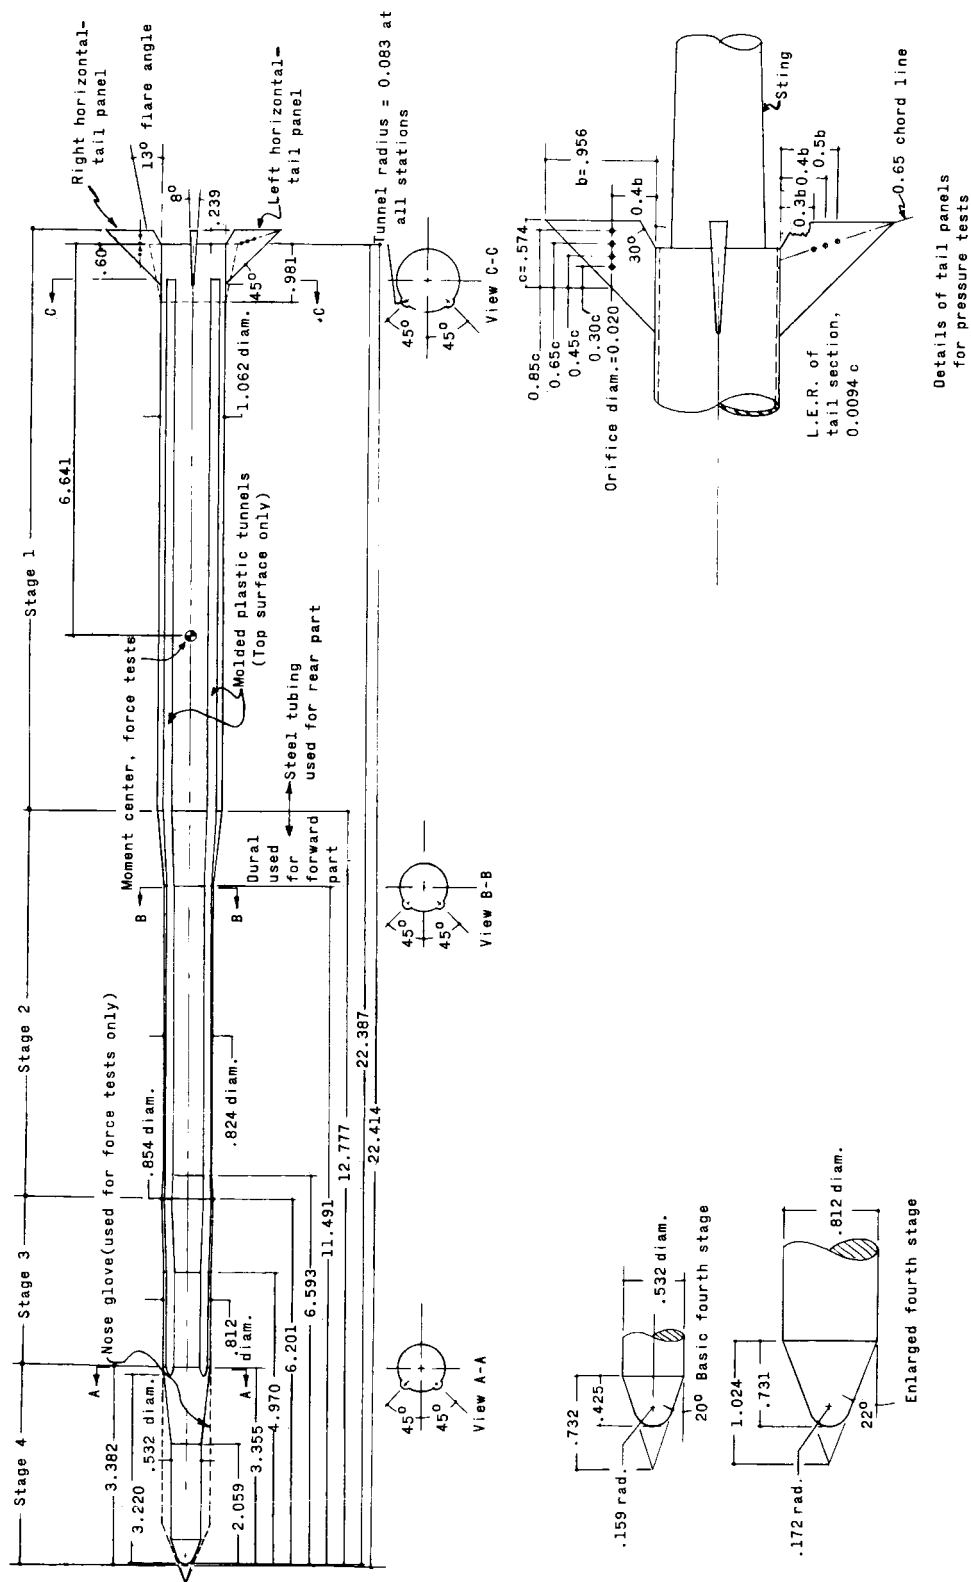 Stage 4
Stage 3
Stage 2
Stage 1
3.382
3.220
.532 diam.
Nose glove(used for force tests only)
A
A
.812
diam.
.854 diam.
.824 diam.
B
B
Moment center, force tests
6.641
Dural
used
for
forward
part
Steel tubing
used for rear part
Molded plastic tunnels
(Top surface only)
1.062 diam.
C
C
.60
Right horizontal-
tail panel
13° flare angle
8°
.239
45°
.981
Left horizontal-
tail panel
2.059
3.355
4.970
6.201
6.593
11.491
12.777
22.387
22.414
Tunnel radius = 0.083 at
all stations
45°
45°
View A-A
45°
45°
View B-B
45°
45°
View C-C
.732
.425
.159 rad.
.532 diam.
20° Basic fourth stage
1.024
.731
.172 rad.
.812 diam.
22°
Enlarged fourth stage
0.85c
0.65c
0.45c
0.30c
c=.574
Orifice diam.=0.020
b=.956
0.4b
30°
Sting
L.E.R. of
tail section,
0.0094 c
0.3b
0.4b
0.5b
0.65 chord line
Details of tail panels
for pressure tests